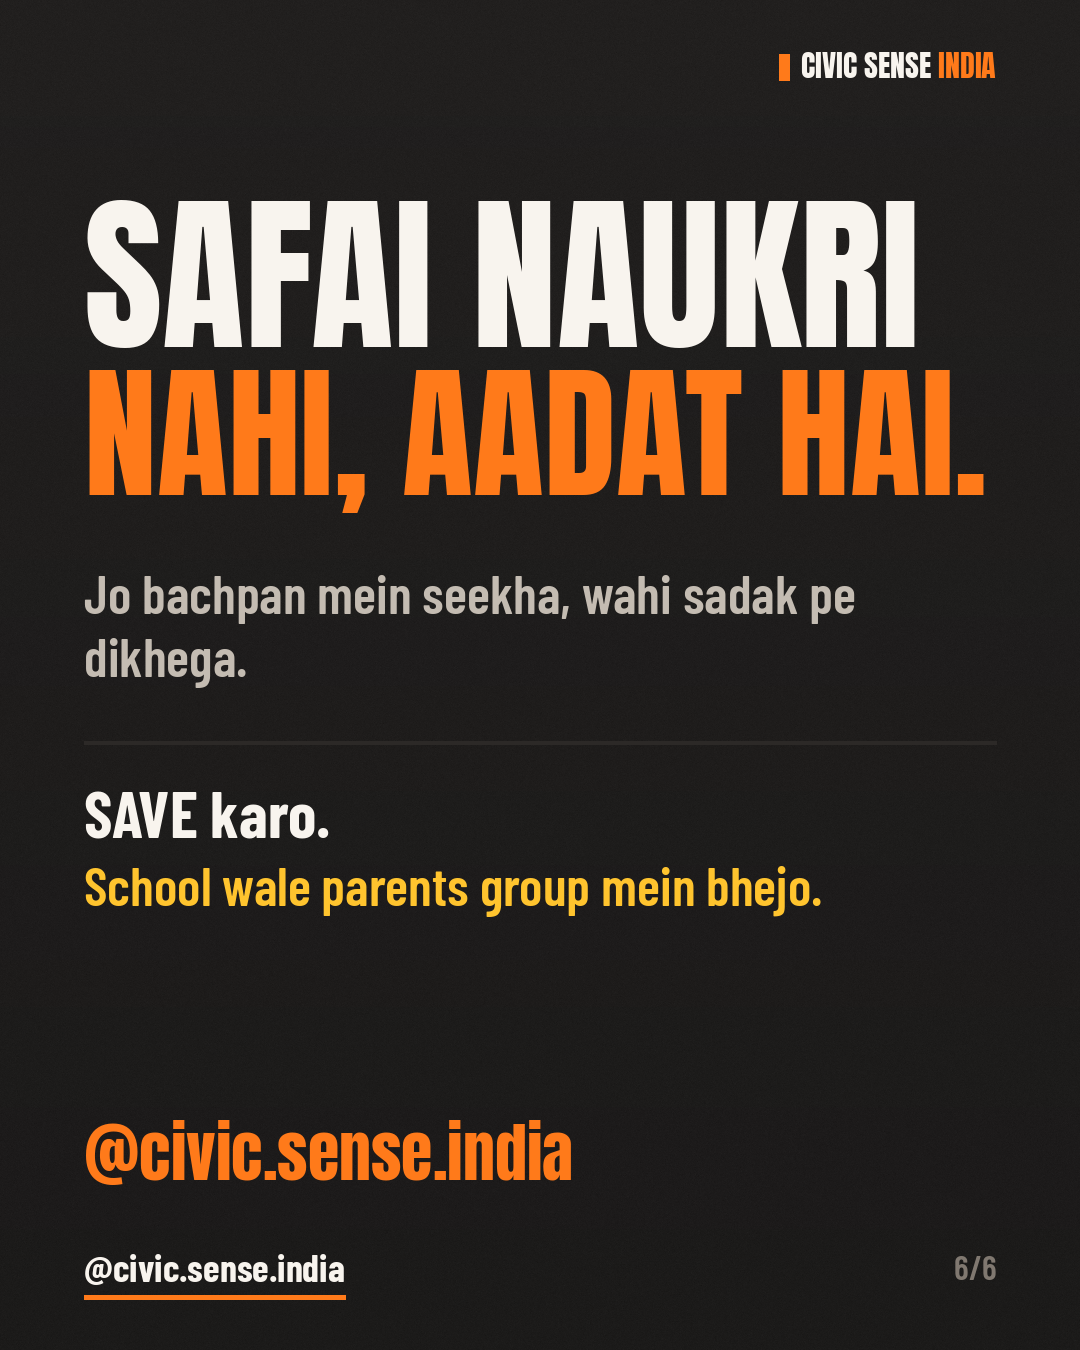 CIVIC SENSE INDIA
SAFAI NAUKRI
NAHI, AADAT HAI.
Jo bachpan mein seekha, wahi sadak pe
dikhega.
SAVE karo.
School wale parents group mein bhejo.
@civic.sense.india
@civic.sense.india
6/6